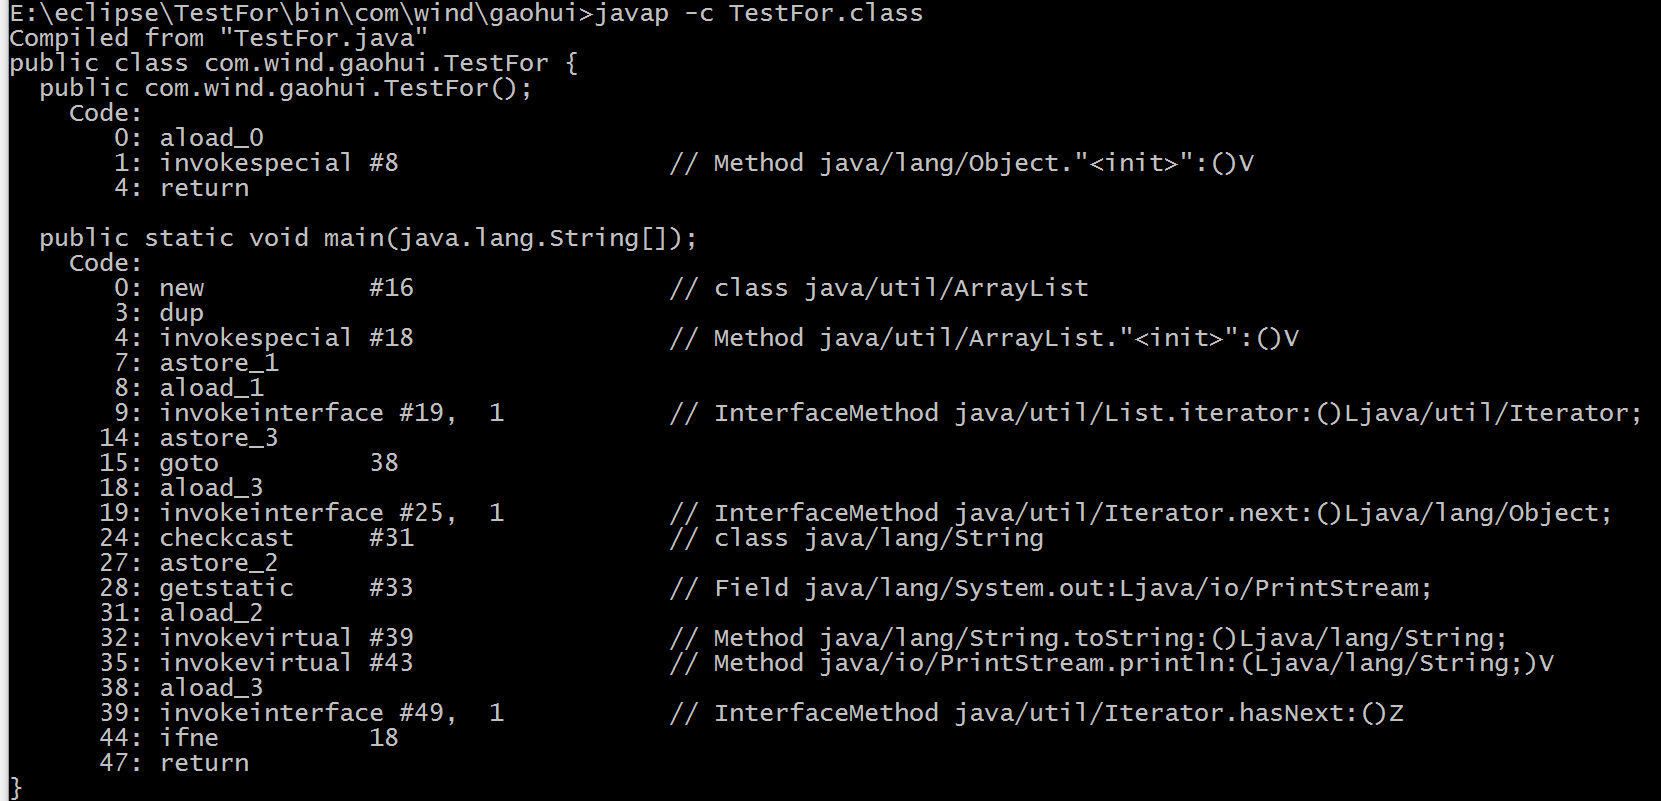 E:\eclipse\TestFor\bin\com\wind\gaohui>javap -c TestFor.class
Compiled from "TestFor.java"
public class com.wind.gaohui.TestFor {
  public com.wind.gaohui.TestFor();
    Code:
       0: aload_0
       1: invokespecial #8                  // Method java/lang/Object."<init>":()V
       4: return

  public static void main(java.lang.String[]);
    Code:
       0: new           #16                 // class java/util/ArrayList
       3: dup
       4: invokespecial #18                 // Method java/util/ArrayList."<init>":()V
       7: astore_1
       8: aload_1
       9: invokeinterface #19,  1           // InterfaceMethod java/util/List.iterator:()Ljava/util/Iterator;
      14: astore_3
      15: goto          38
      18: aload_3
      19: invokeinterface #25,  1           // InterfaceMethod java/util/Iterator.next:()Ljava/lang/Object;
      24: checkcast     #31                 // class java/lang/String
      27: astore_2
      28: getstatic     #33                 // Field java/lang/System.out:Ljava/io/PrintStream;
      31: aload_2
      32: invokevirtual #39                 // Method java/lang/String.toString:()Ljava/lang/String;
      35: invokevirtual #43                 // Method java/io/PrintStream.println:(Ljava/lang/String;)V
      38: aload_3
      39: invokeinterface #49,  1           // InterfaceMethod java/util/Iterator.hasNext:()Z
      44: ifne          18
      47: return
}